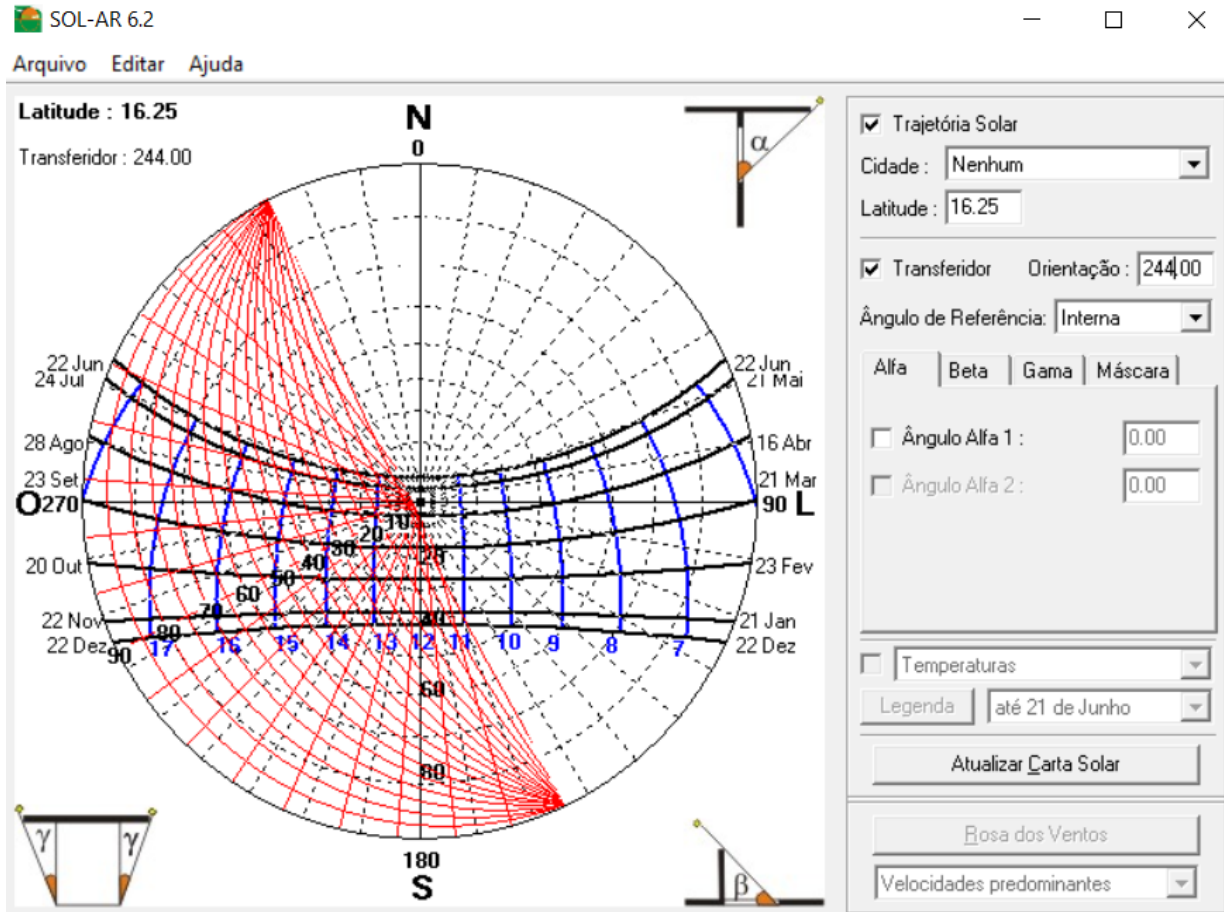 SOL-AR 6.2
Arquivo Editar Ajuda
Latitude : 16.25
Transferidor : 244.00
N
0
α
22 Jun
24 Jul
28 Ago
23 Set
O270
20 Out
22 Nov
22 Dez
22 Jun
21 Mai
16 Abr
21 Mar
90 L
23 Fev
21 Jan
22 Dez
10
20
30
40
50
60
70
80
90
20
40
60
80
17 16 15 14 13 12 11 10 9 8 7
180
S
γ γ
β
Trajetória Solar
Cidade : Nenhum
Latitude : 16.25
Transferidor Orientação : 244.00
Ângulo de Referência: Interna
Alfa Beta Gama Máscara
Ângulo Alfa 1 : 0.00
Ângulo Alfa 2 : 0.00
Temperaturas
Legenda até 21 de Junho
Atualizar Carta Solar
Rosa dos Ventos
Velocidades predominantes